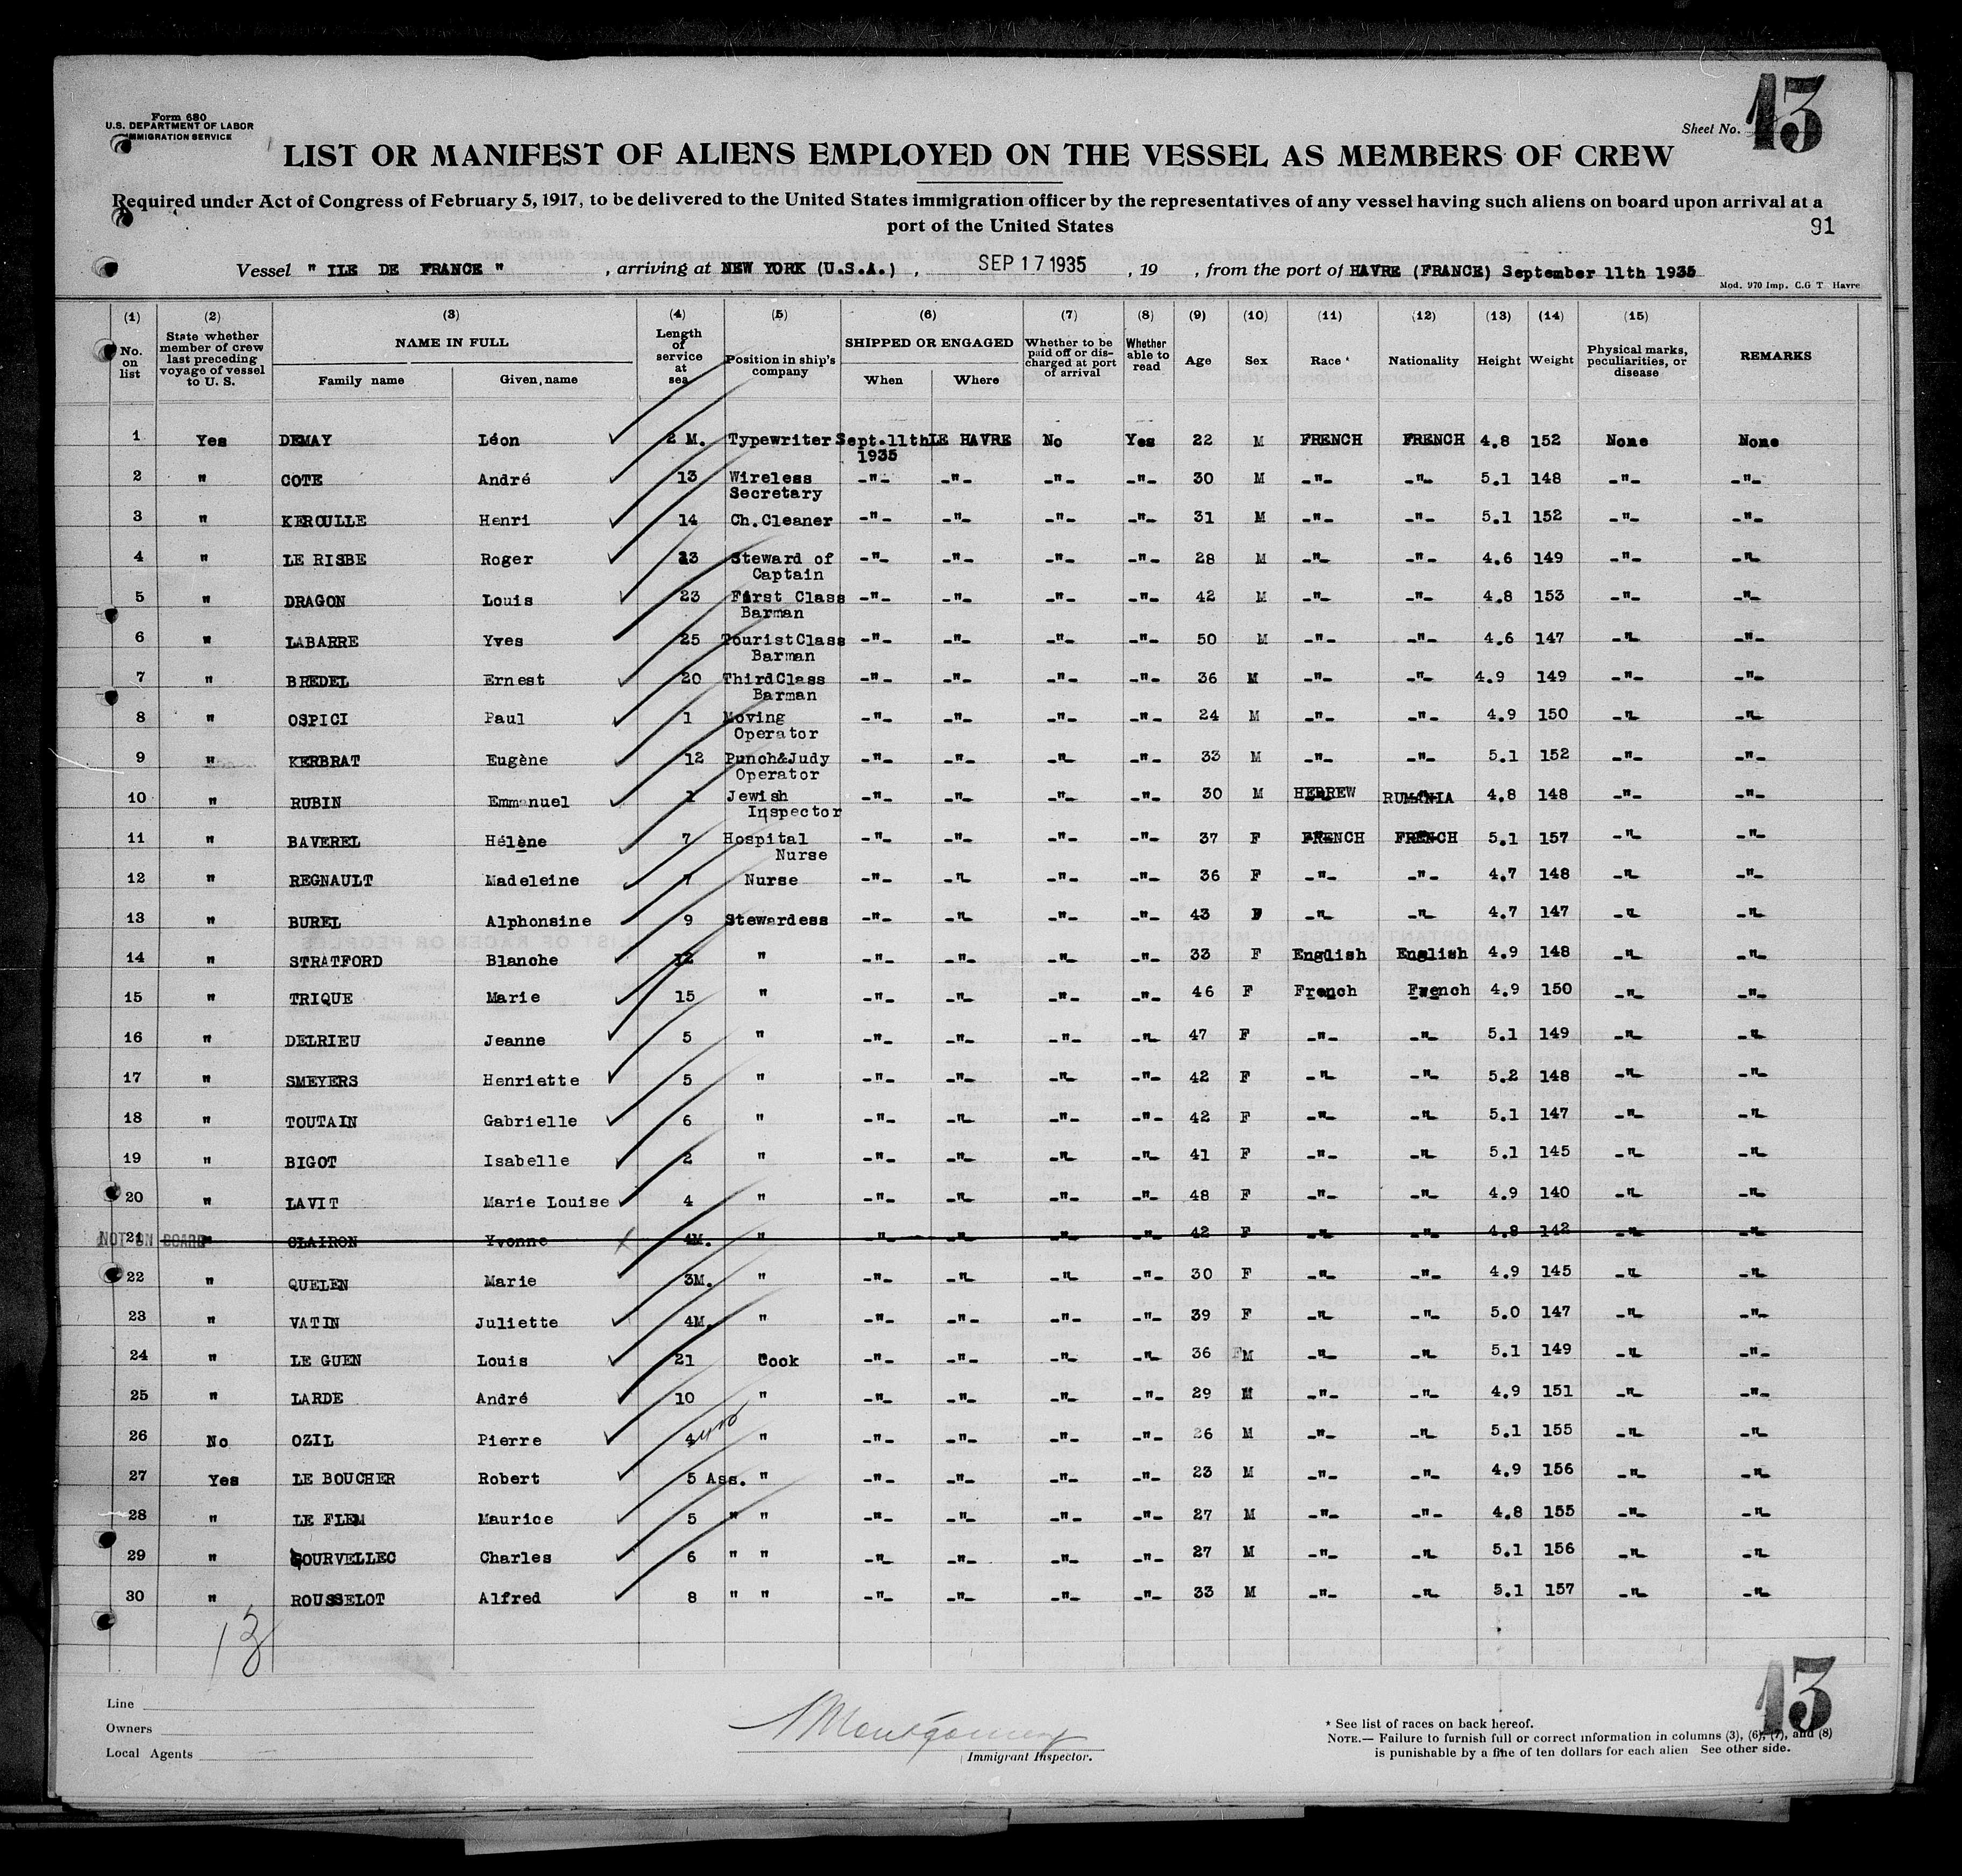 Form 680
U.S. DEPARTMENT OF LABOR
IMMIGRATION SERVICE
Sheet No. 13
LIST OR MANIFEST OF ALIENS EMPLOYED ON THE VESSEL AS MEMBERS OF CREW
Required under Act of Congress of February 5, 1917, to be delivered to the United States immigration officer by the representatives of any vessel having such aliens on board upon arrival at a
port of the United States
91
Vessel " ILE DE FRANCE " , arriving at NEW YORK (U.S.A.) , SEP 17 1935 , 19 , from the port of HAVRE (FRANCE) September 11th 1935
Mod. 970 Imp. C.G T Havre
(1) (2) (3) (4) (5) (6) (7) (8) (9) (10) (11) (12) (13) (14) (15)
No. on list State whether member of crew last preceding voyage of vessel to U. S. NAME IN FULL Family name Given name Length of service at sea Position in ship's company SHIPPED OR ENGAGED When Where Whether to be paid off or discharged at port of arrival Whether able to read Age Sex Race * Nationality Height Weight Physical marks, peculiarities, or disease REMARKS
1 Yes DEMAY Léon 2 M. Typewriter Sept.11th 1935 LE HAVRE No Yes 22 M FRENCH FRENCH 4.8 152 None None
2 " COTE André 13 Wireless Secretary -"- -"- -"- -"- 30 M -"- -"- 5.1 148 -"- -"-
3 " KEROULLE Henri 14 Ch.Cleaner -"- -"- -"- -"- 31 M -"- -"- 5.1 152 -"- -"-
4 " LE RISBE Roger 13 Steward of Captain -"- -"- -"- -"- 28 M -"- -"- 4.6 149 -"- -"-
5 " DRAGON Louis 23 First Class Barman -"- -"- -"- -"- 42 M -"- -"- 4.8 153 -"- -"-
6 " LABARRE Yves 25 TouristClass Barman -"- -"- -"- -"- 50 M -"- -"- 4.6 147 -"- -"-
7 " BREDEL Ernest 20 ThirdClass Barman -"- -"- -"- -"- 36 M -"- -"- 4.9 149 -"- -"-
8 " OSPICI Paul 1 Moving Operator -"- -"- -"- -"- 24 M -"- -"- 4.9 150 -"- -"-
9 " KERBRAT Eugène 12 Punch&Judy Operator -"- -"- -"- -"- 33 M -"- -"- 5.1 152 -"- -"-
10 " RUBIN Emmanuel 1 Jewish Inspector -"- -"- -"- -"- 30 M HEBREW RUMANIA 4.8 148 -"- -"-
11 " BAVEREL Hélène 7 Hospital Nurse -"- -"- -"- -"- 37 F FRENCH FRENCH 5.1 157 -"- -"-
12 " REGNAULT Madeleine 7 Nurse -"- -"- -"- -"- 36 F -"- -"- 4.7 148 -"- -"-
13 " BUREL Alphonsine 9 Stewardess -"- -"- -"- -"- 43 F -"- -"- 4.7 147 -"- -"-
14 " STRATFORD Blanche 12 " -"- -"- -"- -"- 33 F English English 4.9 148 -"- -"-
15 " TRIQUE Marie 15 " -"- -"- -"- -"- 46 F French French 4.9 150 -"- -"-
16 " DELRIEU Jeanne 5 " -"- -"- -"- -"- 47 F -"- -"- 5.1 149 -"- -"-
17 " SMEYERS Henriette 5 " -"- -"- -"- -"- 42 F -"- -"- 5.2 148 -"- -"-
18 " TOUTAIN Gabrielle 6 " -"- -"- -"- -"- 42 F -"- -"- 5.1 147 -"- -"-
19 " BIGOT Isabelle 2 " -"- -"- -"- -"- 41 F -"- -"- 5.1 145 -"- -"-
20 " LAVIT Marie Louise 4 " -"- -"- -"- -"- 48 F -"- -"- 4.9 140 -"- -"-
NOT ON BOARD 21 " CLAIRON Yvonne 4M. " -"- -"- -"- -"- 42 F -"- -"- 4.8 142 -"- -"-
22 " QUELEN Marie 3M. " -"- -"- -"- -"- 30 F -"- -"- 4.9 145 -"- -"-
23 " VATIN Juliette 4M. " -"- -"- -"- -"- 39 F -"- -"- 5.0 147 -"- -"-
24 " LE GUEN Louis 21 Cook -"- -"- -"- -"- 36 M -"- -"- 5.1 149 -"- -"-
25 " LARDE André 10 " -"- -"- -"- -"- 29 M -"- -"- 4.9 151 -"- -"-
26 No OZIL Pierre 4 " -"- -"- -"- -"- 26 M -"- -"- 5.1 155 -"- -"-
27 Yes LE BOUCHER Robert 5 Ass. " -"- -"- -"- -"- 23 M -"- -"- 4.9 156 -"- -"-
28 " LE FLEM Maurice 5 " " -"- -"- -"- -"- 27 M -"- -"- 4.8 155 -"- -"-
29 " GOURVELLEC Charles 6 " " -"- -"- -"- -"- 27 M -"- -"- 5.1 156 -"- -"-
30 " ROUSSELOT Alfred 8 " " -"- -"- -"- -"- 33 M -"- -"- 5.1 157 -"- -"-
13
Line
Owners
Local Agents
Montgomery
Immigrant Inspector.
13
* See list of races on back hereof.
NOTE.— Failure to furnish full or correct information in columns (3), (6), (7), and (8)
is punishable by a fine of ten dollars for each alien See other side.